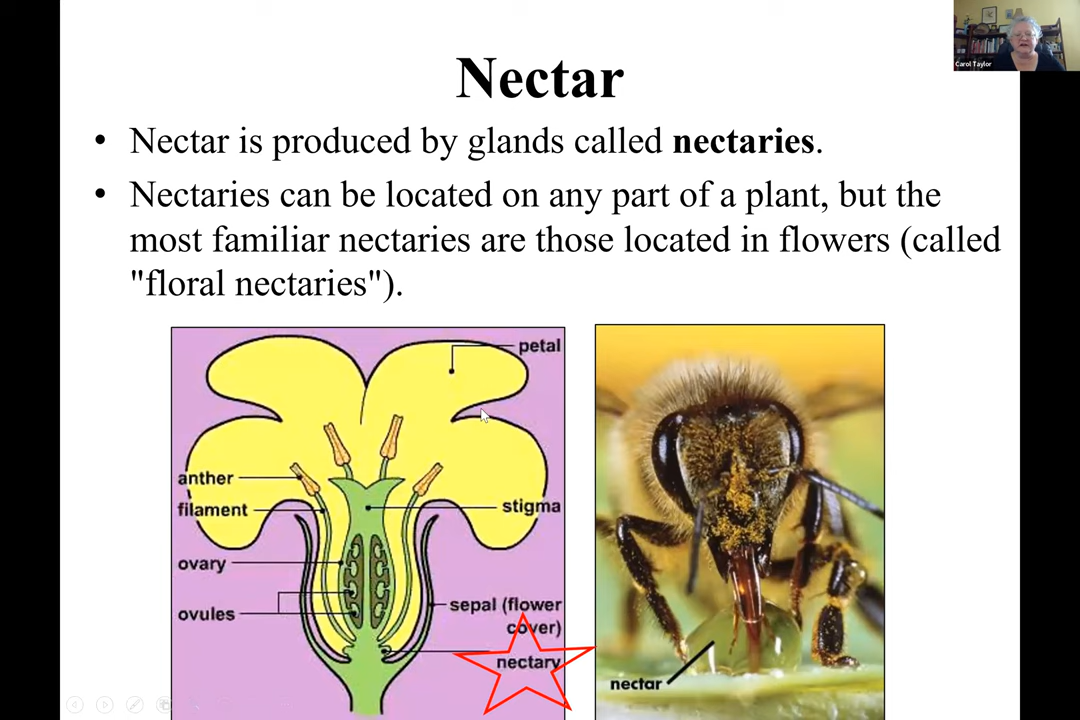 Carol Taylor
Nectar
• Nectar is produced by glands called nectaries.
• Nectaries can be located on any part of a plant, but the
most familiar nectaries are those located in flowers (called
"floral nectaries").
petal
anther
filament
stigma
ovary
ovules
sepal (flower
cover)
nectary
nectar